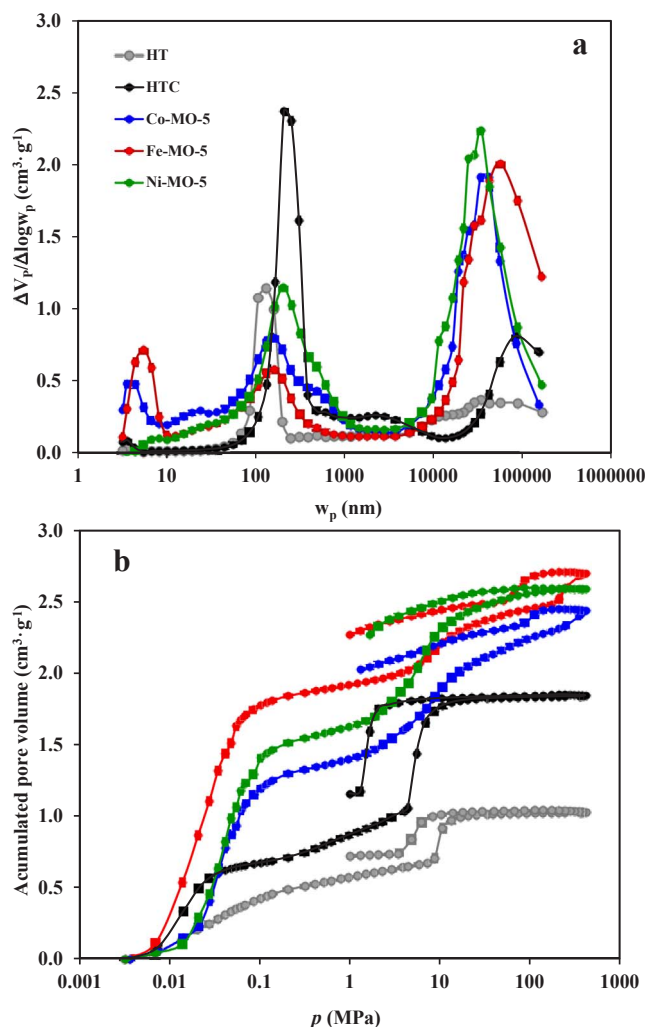 a
HT
HTC
Co-MO-5
Fe-MO-5
Ni-MO-5
ΔVp/Δlogwp (cm³· g-¹)
3.0
2.5
2.0
1.5
1.0
0.5
0.0
1 10 100 1000 10000 100000 1000000
wp (nm)
b
Acumulated pore volume (cm³· g-¹)
3.0
2.5
2.0
1.5
1.0
0.5
0.0
0.001 0.01 0.1 1 10 100 1000
p (MPa)